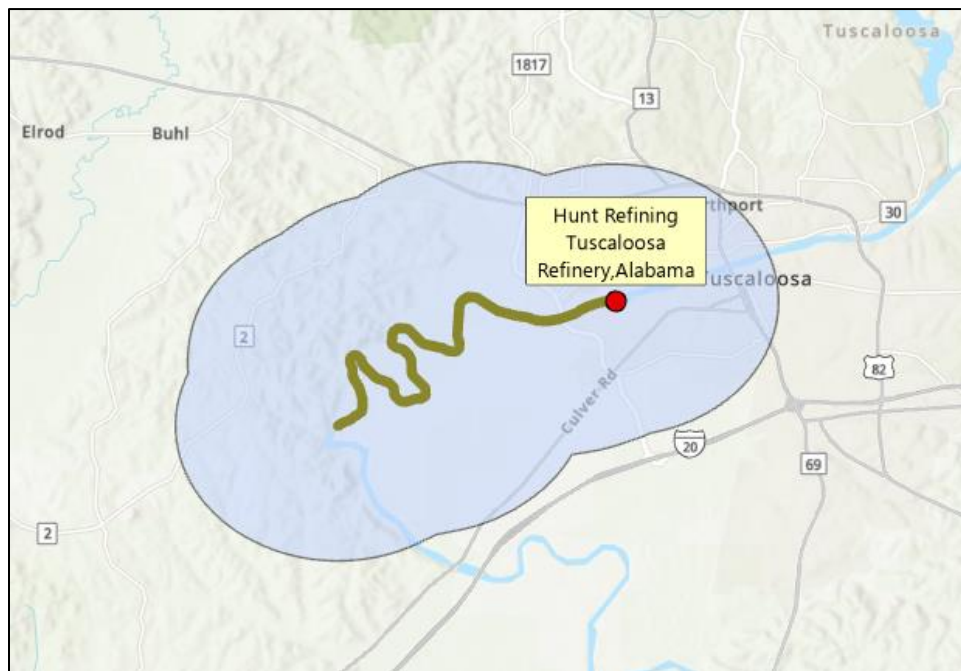 Tuscaloosa
1817
13
Elrod
Buhl
Hunt Refining
Tuscaloosa
Refinery,Alabama
rthport
30
Tuscaloosa
2
82
Culver Rd
20
69
2